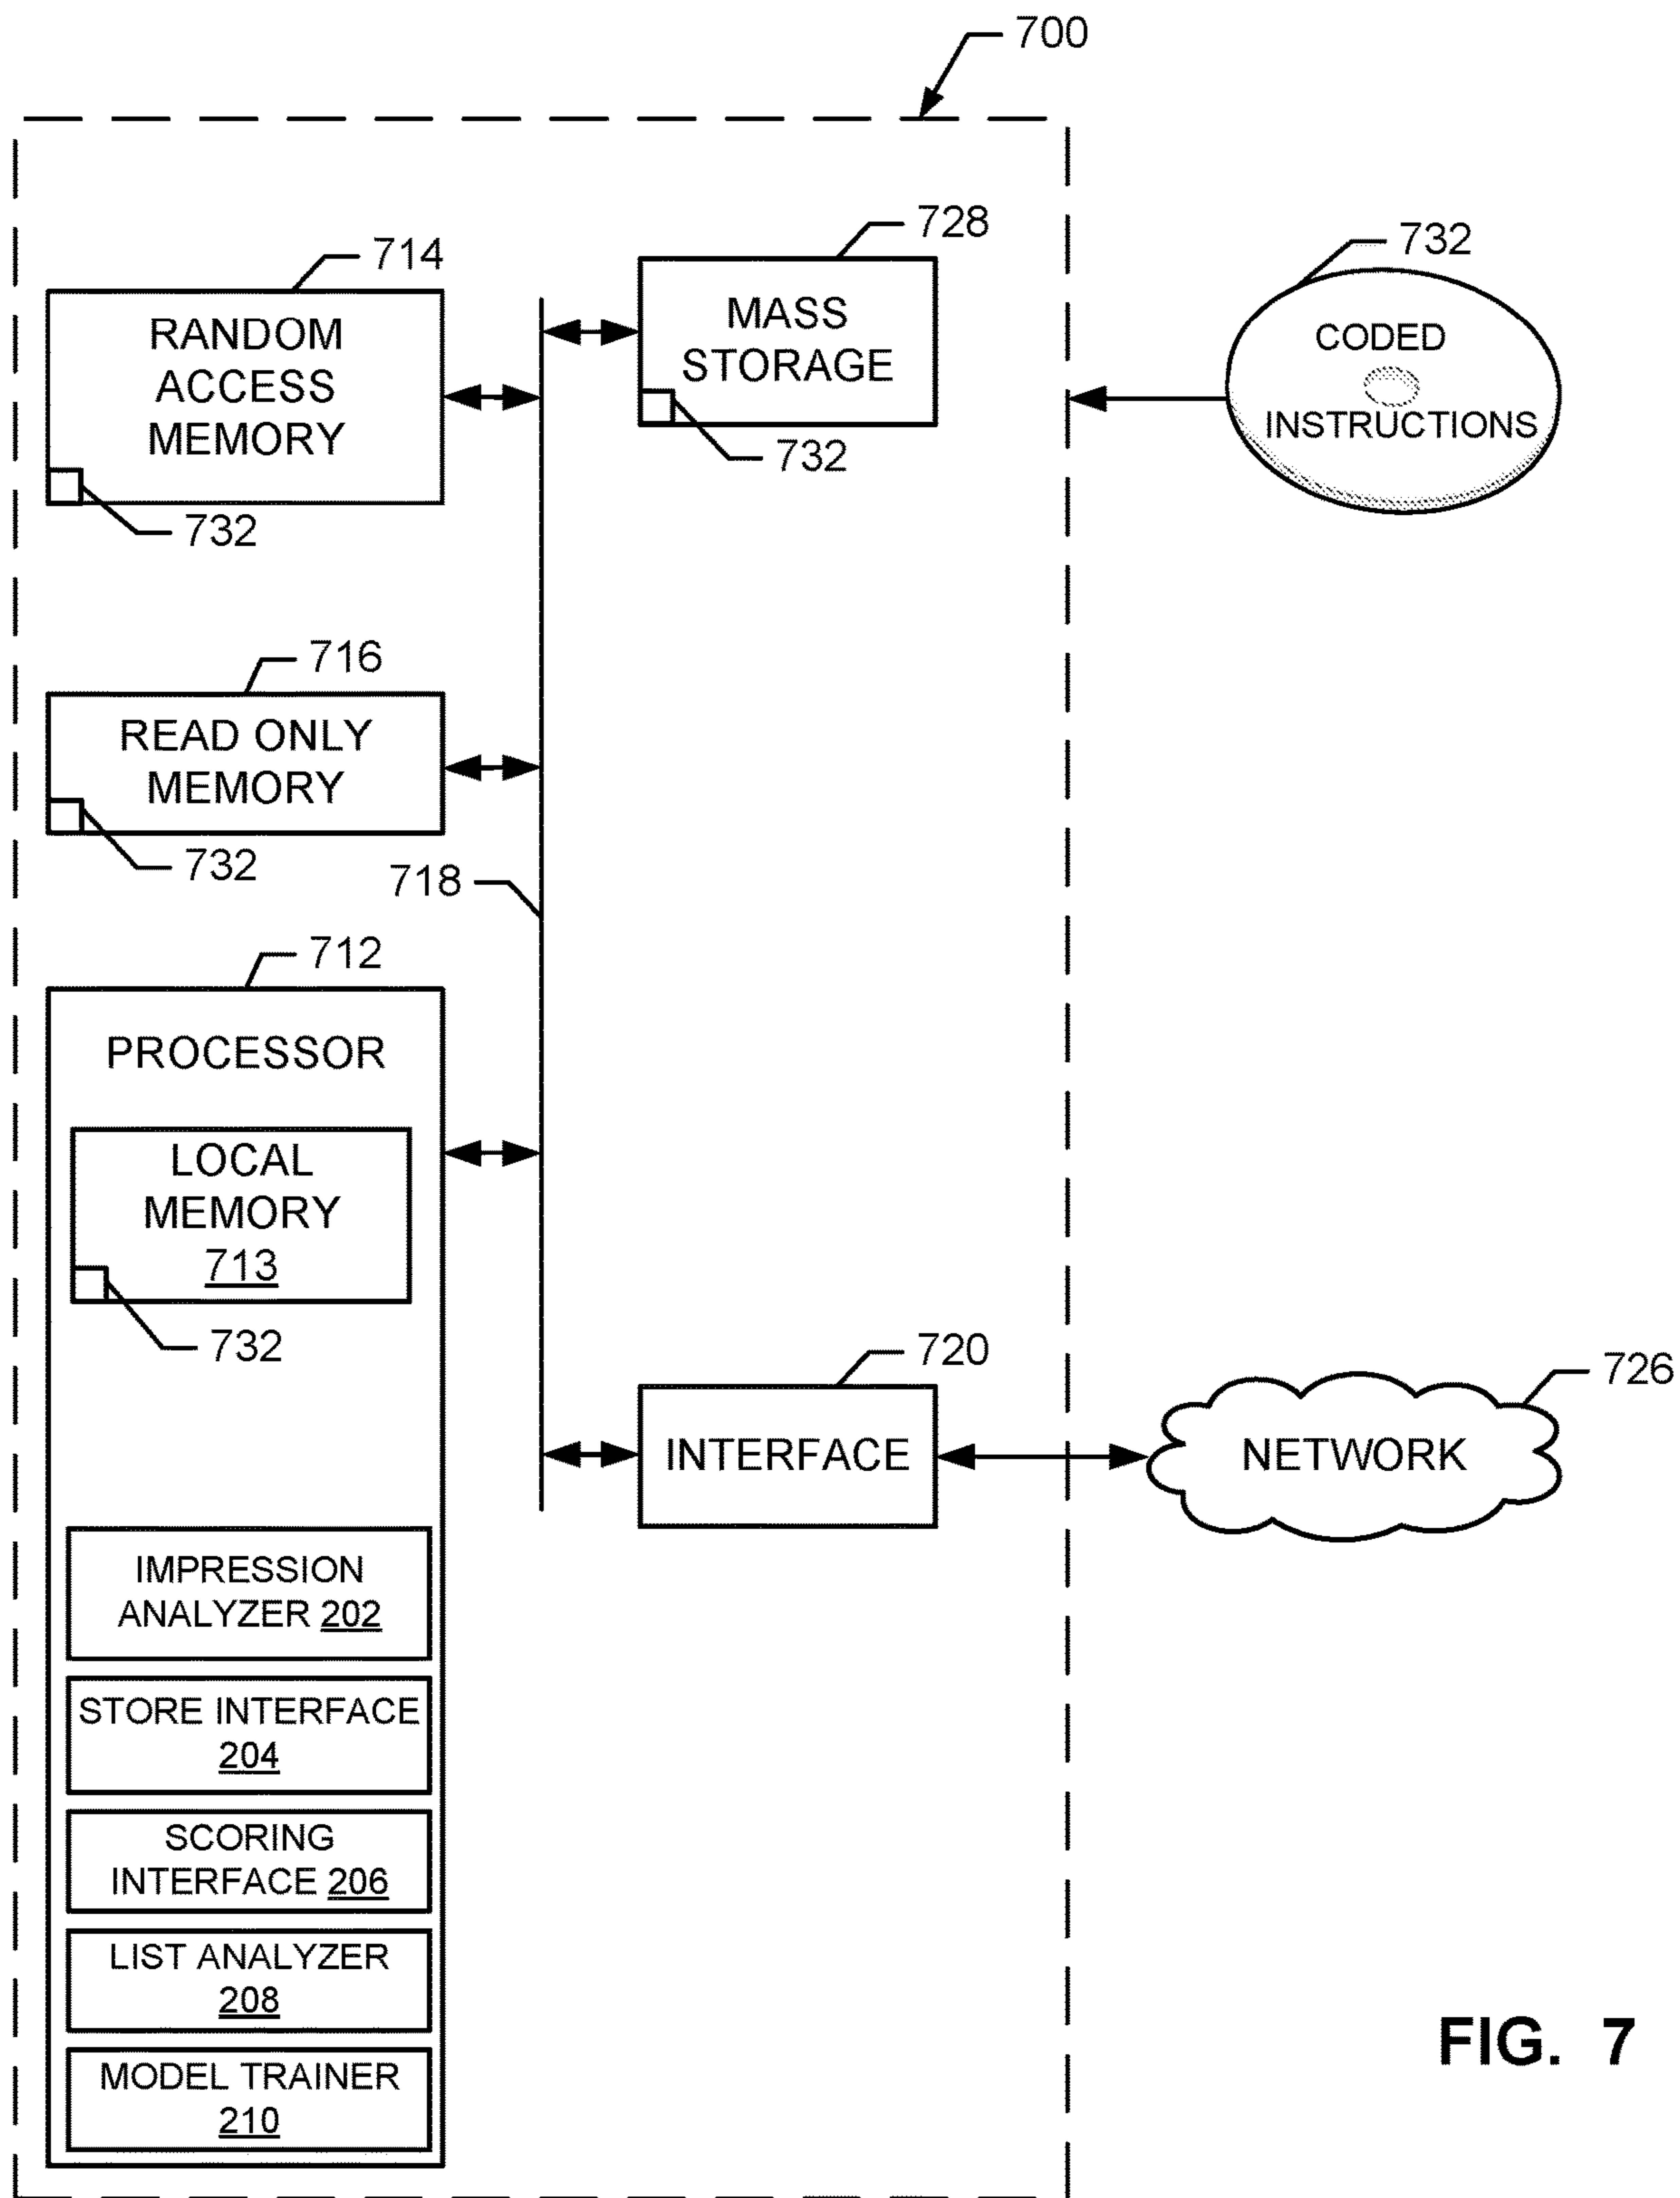 700
728
732
714
MASS
STORAGE
RANDOM
ACCESS
MEMORY
CODED
INSTRUCTIONS
732
732
716
READ ONLY
MEMORY
732
718
712
PROCESSOR
LOCAL
MEMORY
713
732
720
726
INTERFACE
NETWORK
IMPRESSION
ANALYZER 202
STORE INTERFACE
204
SCORING
INTERFACE 206
LIST ANALYZER
208
MODEL TRAINER
210
FIG. 7